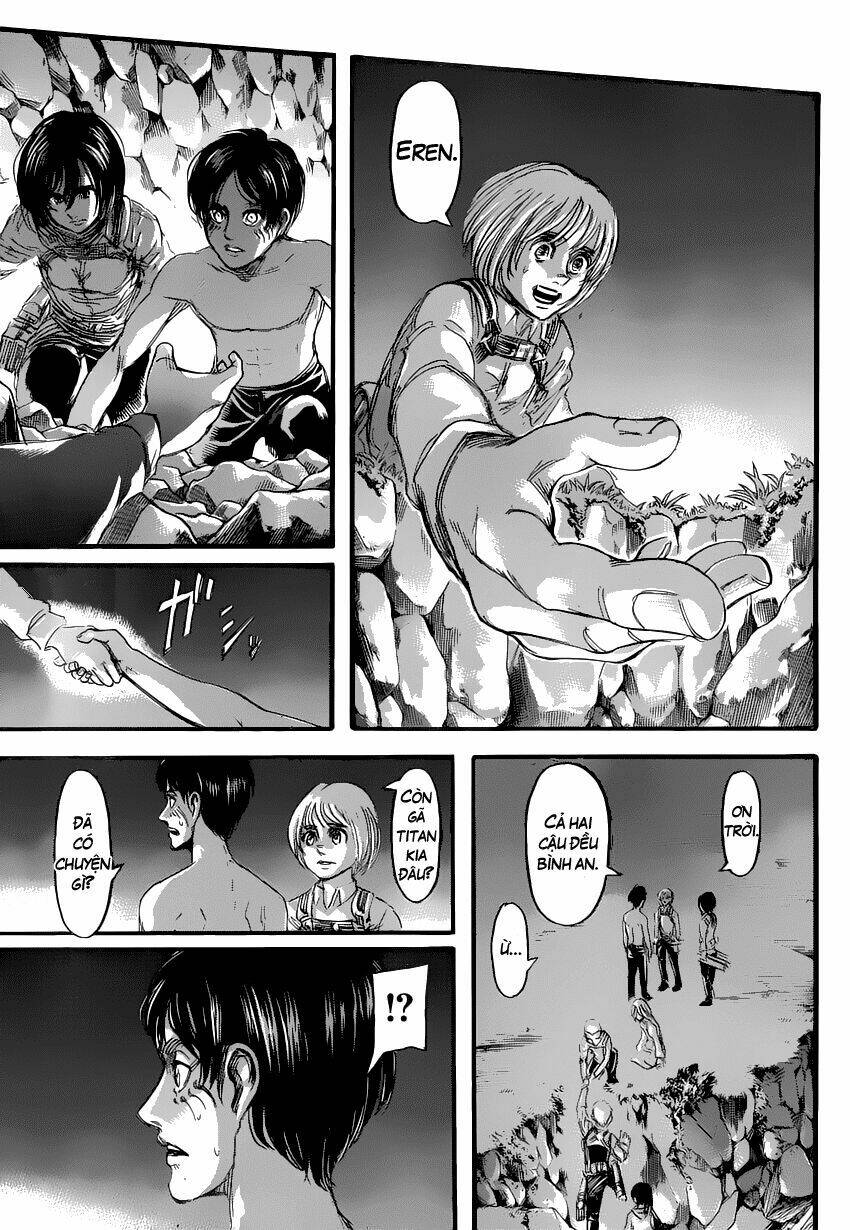 EREN.
ガシッ
ƠN
TRỜI.
CẢ HAI
CẬU ĐỀU
BÌNH AN.
Ừ...
CÒN
GÃ
TITAN
KIA
ĐÂU?
ĐÃ
CÓ
CHUYỆN
GÌ?
!?